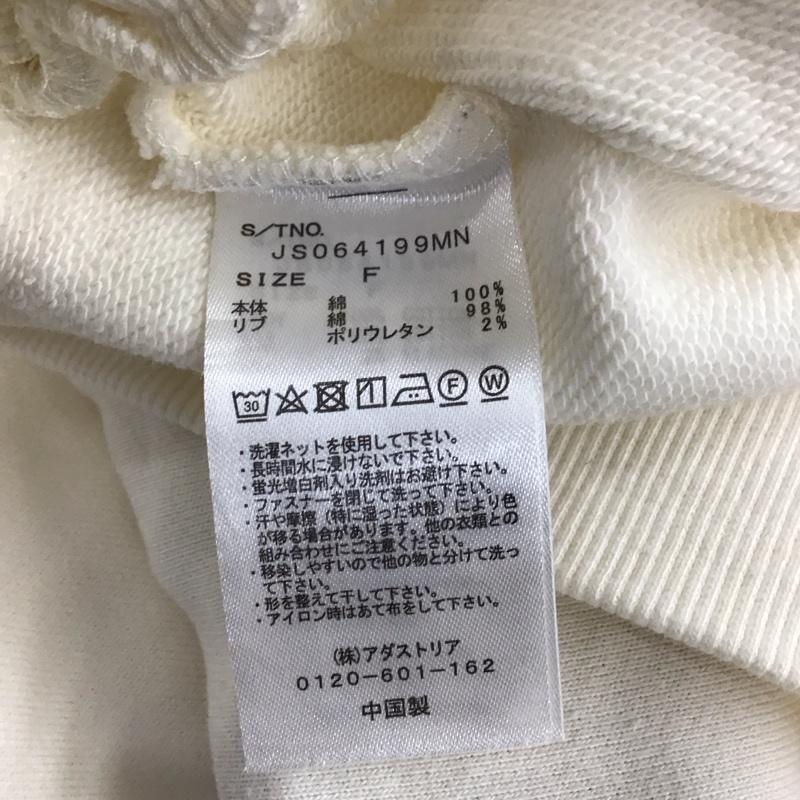 S/TNO.
JS064199MN
SIZE F
本体 綿 100%
リブ 綿 98%
ポリウレタン 2%
30 F W
・洗濯ネットを使用して下さい。
・長時間水に浸けないで下さい。
・蛍光増白剤入り洗剤はお避け下さい。
・ファスナーを閉じて洗って下さい。
・汗や摩擦（特に湿った状態）により色
が移る場合があります。他の衣類との
組み合わせにご注意ください。
・移染しやすいので他の物と分けて洗っ
て下さい。
・形を整えて干して下さい。
・アイロン時はあて布をして下さい。
(株)アダストリア
0120-601-162
中国製